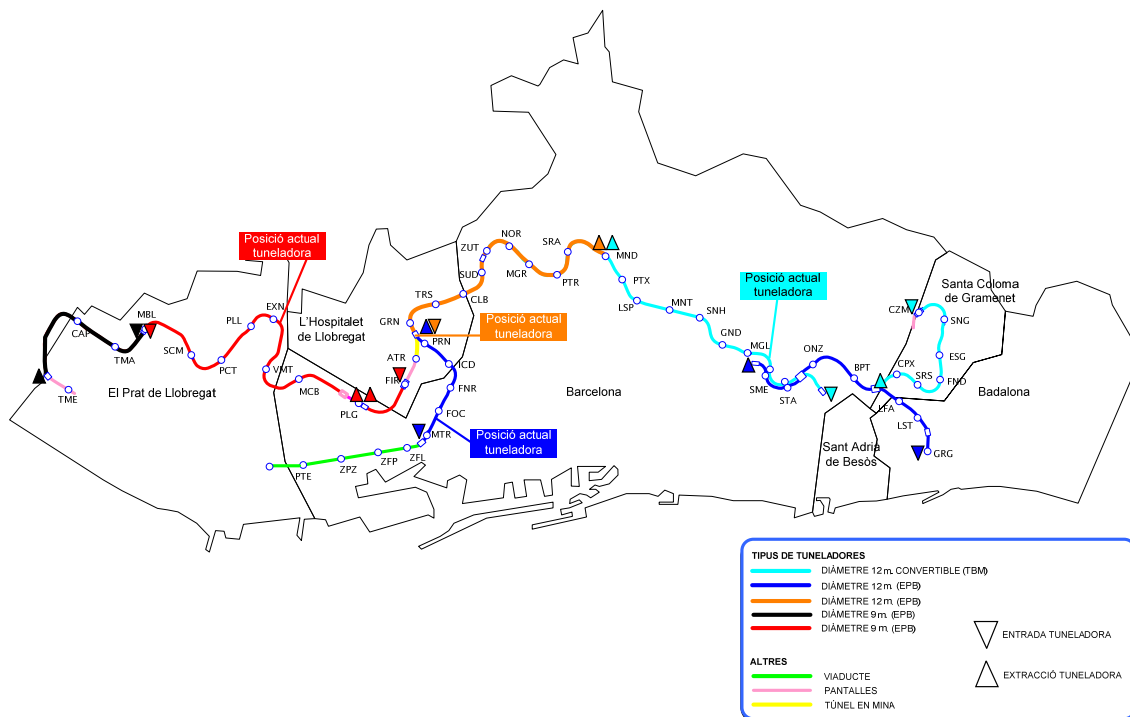 NOR
SRA
ZUT
Posició actual
tuneladora
MND
MGR
SUD
PTR
PTX
Posició actual
tuneladora
Santa Coloma
de Gramenet
CLB
TRS
LSP
MNT
SNH
CZM
SNG
EXN
MBL
PLL
CAP
L'Hospitalet
de Llobregat
GRN
PRN
Posició actual
tuneladora
GND
MGL
ONZ
TMA
SCM
PCT
VMT
ATR
ICD
ESG
BPT
CPX
SRS
FND
TME
El Prat de Llobregat
MCB
FIR
FNR
Barcelona
SME
STA
Badalona
PLG
FOC
LFA
LST
MTR
Posició actual
tuneladora
ZFL
ZFP
ZPZ
PTE
Sant Adria
de Besòs
GRG
TIPUS DE TUNELADORES
DIÀMETRE 12 m. CONVERTIBLE (TBM)
DIÀMETRE 12 m. (EPB)
DIÀMETRE 12 m. (EPB)
DIÀMETRE 9 m. (EPB)
DIÀMETRE 9 m. (EPB)
ENTRADA TUNELADORA
ALTRES
VIADUCTE
PANTALLES
TÚNEL EN MINA
EXTRACCIÓ TUNELADORA